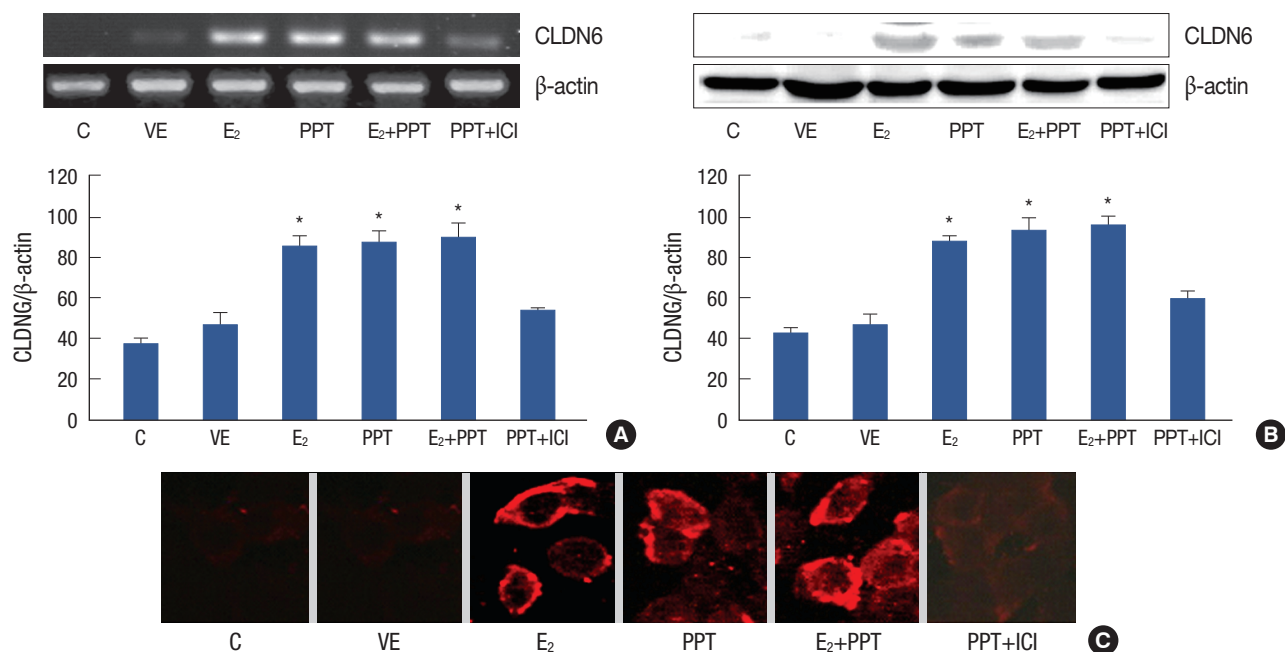 CLDN6
β-actin
C VE E₂ PPT E₂+PPT PPT+ICI
120
100
80
60
40
20
0
CLDNG/β-actin
* * *
C VE E₂ PPT E₂+PPT PPT+ICI
A
CLDN6
β-actin
C VE E₂ PPT E₂+PPT PPT+ICI
120
100
80
60
40
20
0
CLDNG/β-actin
* * *
C VE E₂ PPT E₂+PPT PPT+ICI
B
C VE E₂ PPT E₂+PPT PPT+ICI
C